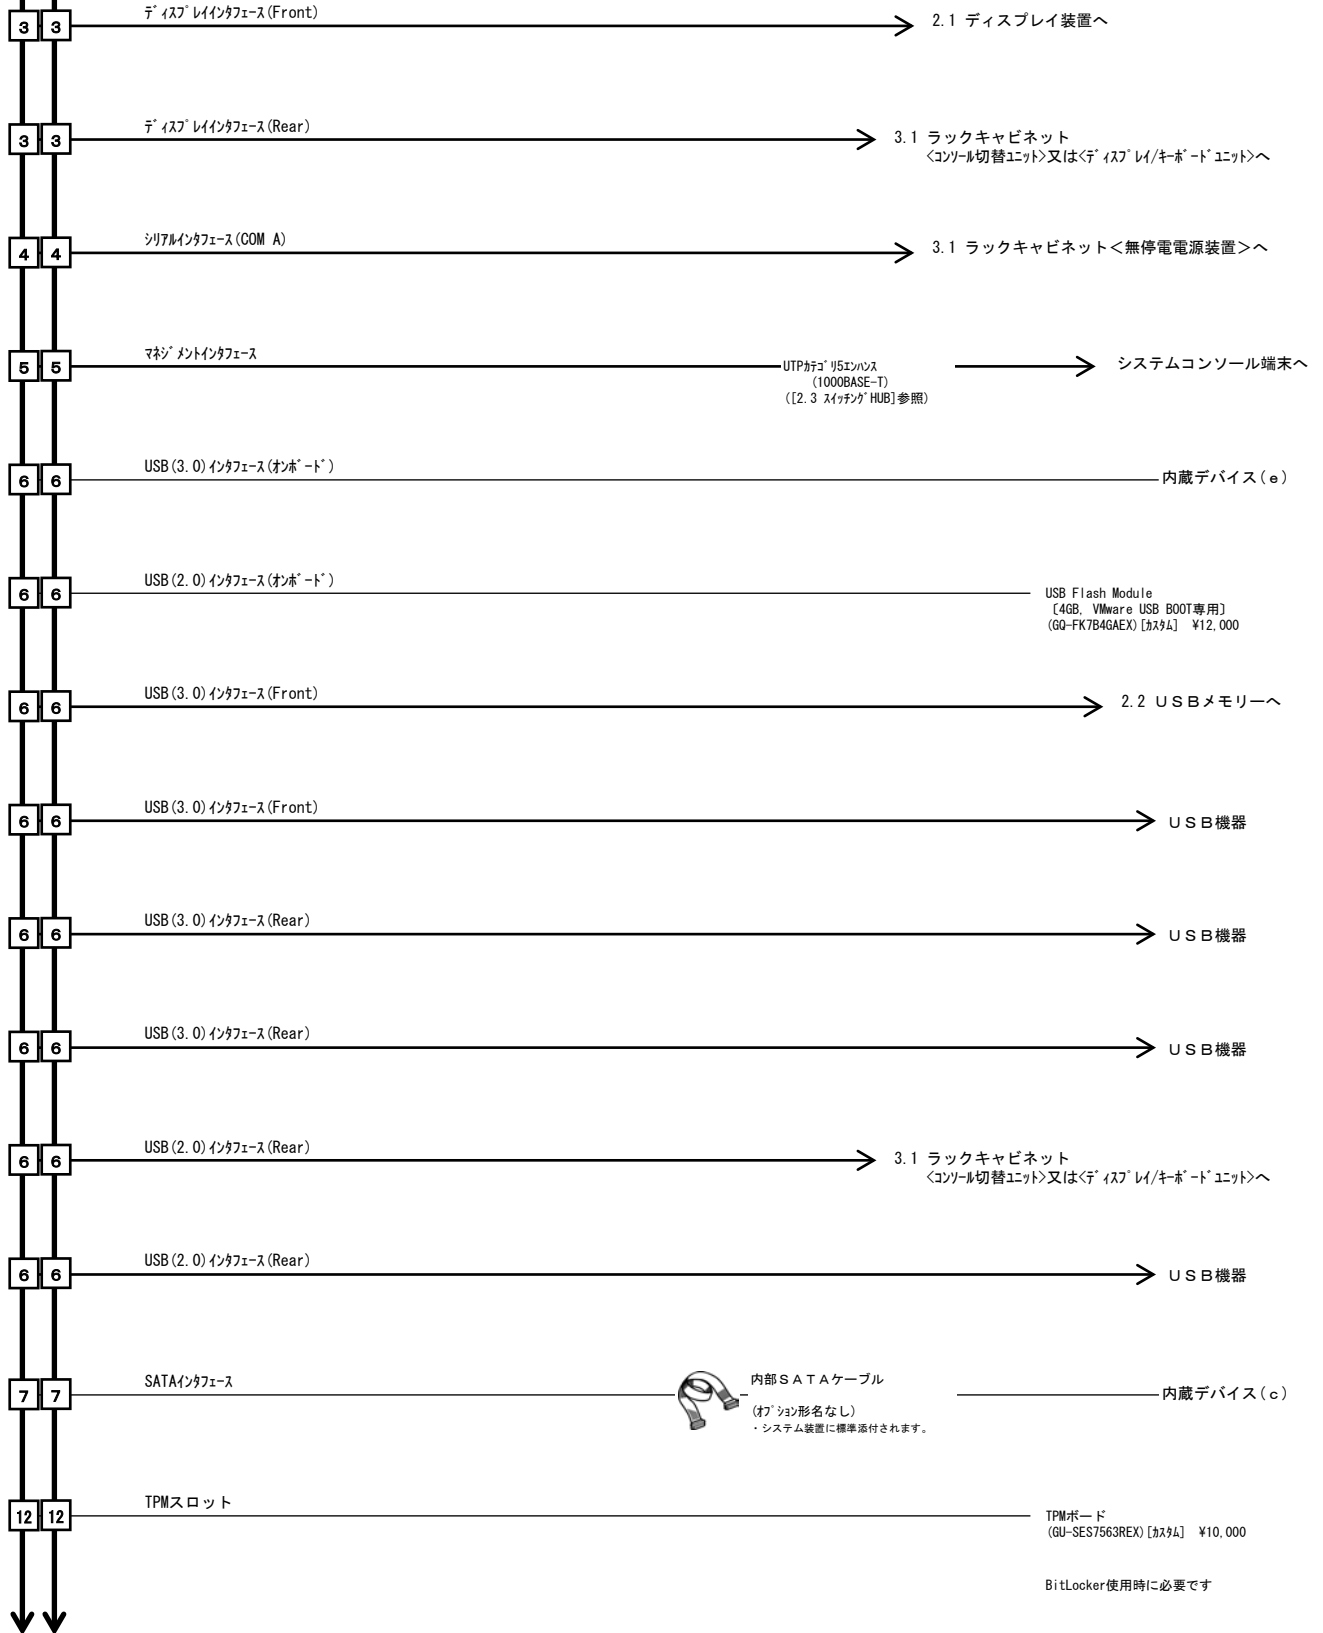 ﾃﾞｨｽﾌﾟﾚｲｲﾝﾀﾌｪｰｽ(Front)
3 3
2.1 ディスプレイ装置へ
ﾃﾞｨｽﾌﾟﾚｲｲﾝﾀﾌｪｰｽ(Rear)
3 3
3.1 ラックキャビネット
<ｺﾝｿｰﾙ切替ﾕﾆｯﾄ>又は<ﾃﾞｨｽﾌﾟﾚｲ/ｷｰﾎﾞｰﾄﾞﾕﾆｯﾄ>へ
ｼﾘｱﾙｲﾝﾀﾌｪｰｽ(COM A)
4 4
3.1 ラックキャビネット＜無停電電源装置＞へ
ﾏﾈｼﾞﾒﾝﾄｲﾝﾀﾌｪｰｽ
5 5
UTPｶﾃｺﾞﾘ5ｴﾝﾊﾝｽ
(1000BASE-T)
([2.3 ｽｲｯﾁﾝｸﾞHUB]参照)
システムコンソール端末へ
USB(3.0)ｲﾝﾀﾌｪｰｽ(ｵﾝﾎﾞｰﾄﾞ)
6 6
内蔵デバイス(ｅ)
USB(2.0)ｲﾝﾀﾌｪｰｽ(ｵﾝﾎﾞｰﾄﾞ)
6 6
USB Flash Module
〔4GB, VMware USB BOOT専用〕
(GQ-FK7B4GAEX)[ｶｽﾀﾑ] ¥12,000
USB(3.0)ｲﾝﾀﾌｪｰｽ(Front)
6 6
2.2 ＵＳＢメモリーへ
USB(3.0)ｲﾝﾀﾌｪｰｽ(Front)
6 6
ＵＳＢ機器
USB(3.0)ｲﾝﾀﾌｪｰｽ(Rear)
6 6
ＵＳＢ機器
USB(3.0)ｲﾝﾀﾌｪｰｽ(Rear)
6 6
ＵＳＢ機器
USB(2.0)ｲﾝﾀﾌｪｰｽ(Rear)
6 6
3.1 ラックキャビネット
<ｺﾝｿｰﾙ切替ﾕﾆｯﾄ>又は<ﾃﾞｨｽﾌﾟﾚｲ/ｷｰﾎﾞｰﾄﾞﾕﾆｯﾄ>へ
USB(2.0)ｲﾝﾀﾌｪｰｽ(Rear)
6 6
ＵＳＢ機器
SATAｲﾝﾀﾌｪｰｽ
7 7
内部ＳＡＴＡケーブル
(ｵﾌﾟｼｮﾝ形名なし)
・システム装置に標準添付されます。
内蔵デバイス(ｃ)
TPMスロット
12 12
TPMボード
(GU-SES7563REX)[ｶｽﾀﾑ] ¥10,000
BitLocker使用時に必要です